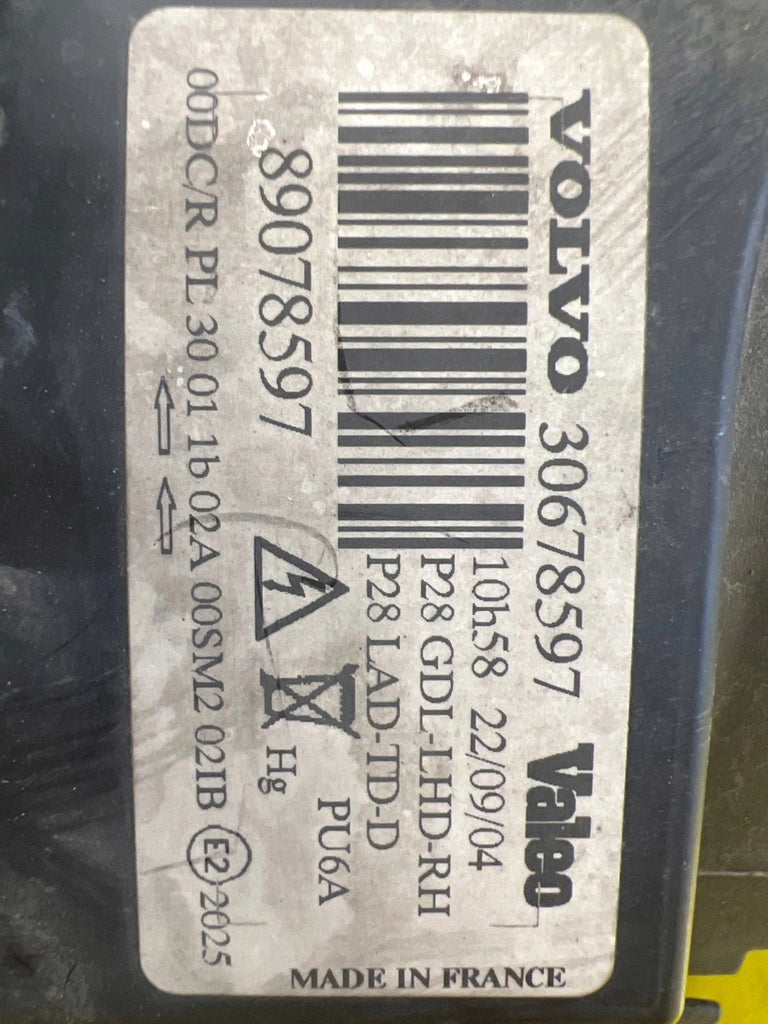 VOLVO 30678597 Valeo
10h58 22/09/04
P28 GDL-LHD-RH
P28 LAD-TD-D
89078597
PU6A
Hg
00DC/R PL 30 01 1b 02A 00SM2 02IB E2 2025
MADE IN FRANCE